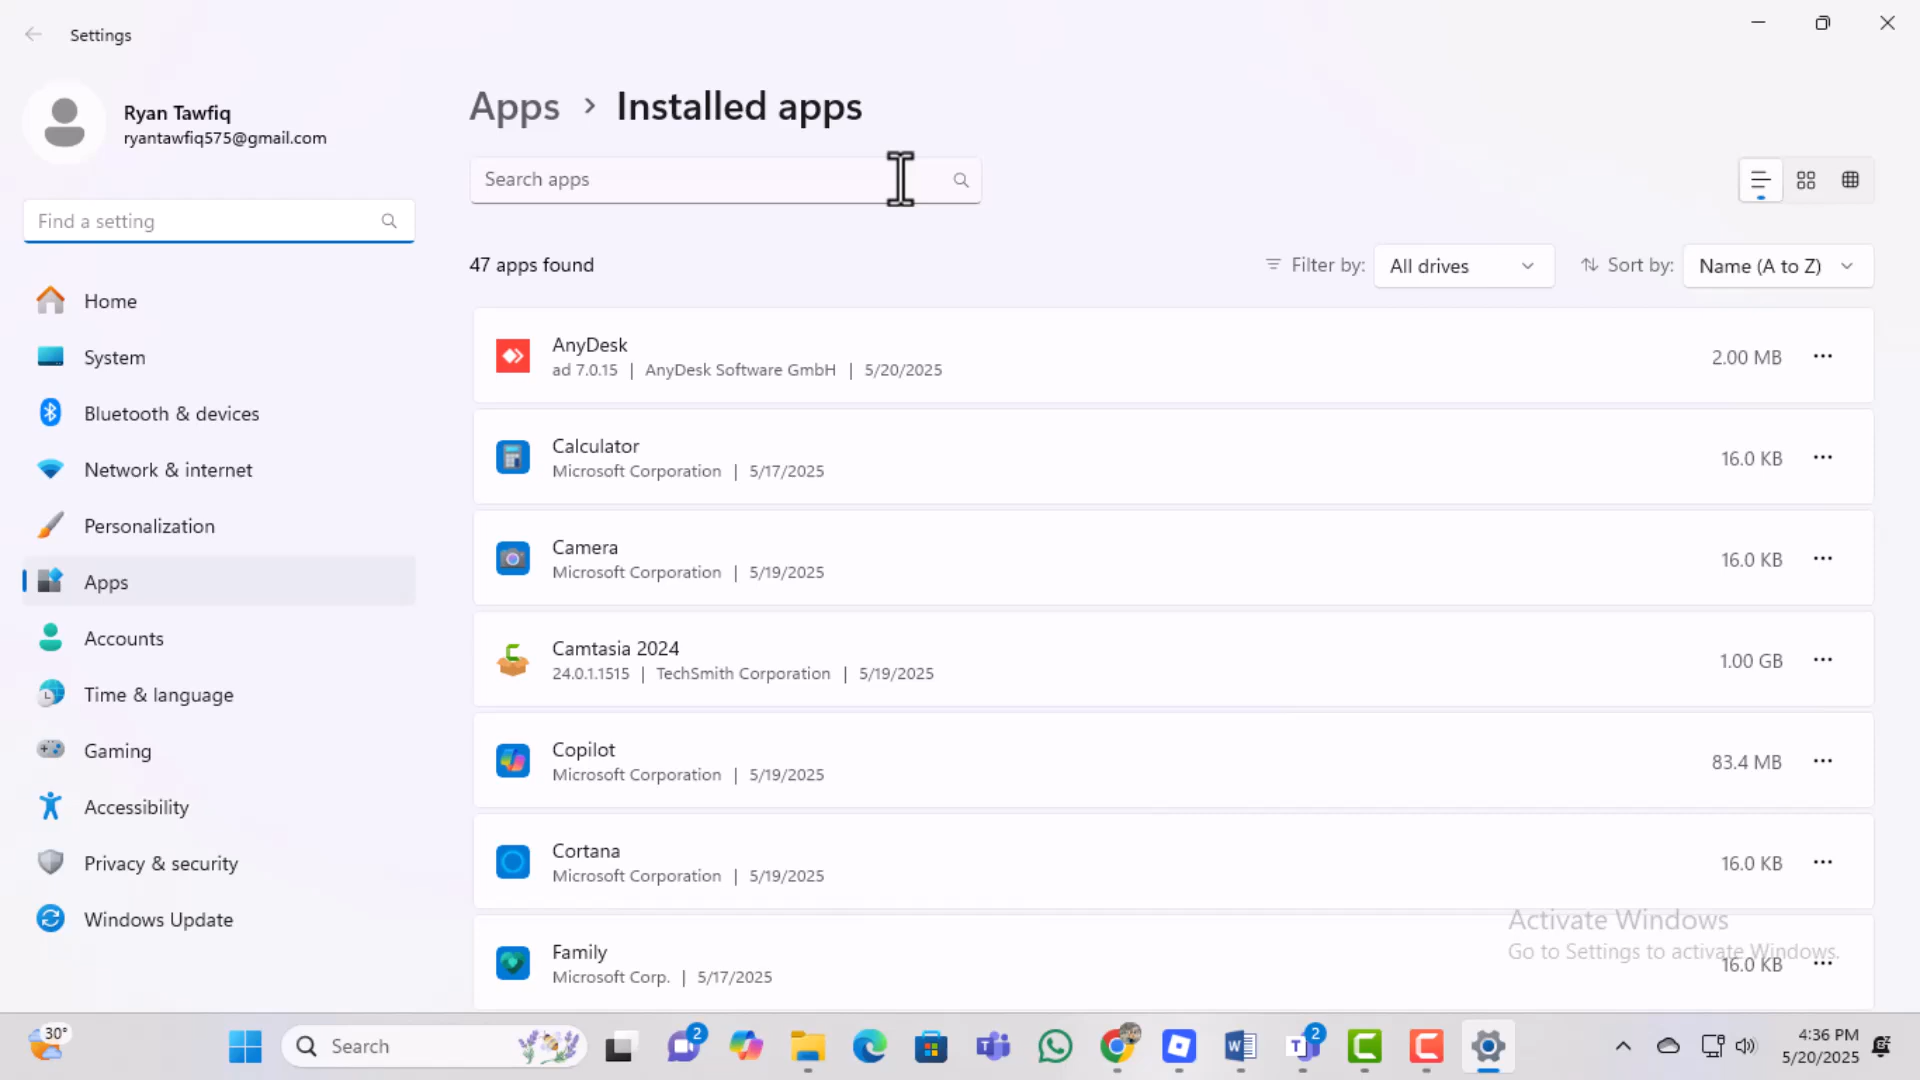 Settings
Ryan Tawfiq
ryantawfiq575@gmail.com
Find a setting
Home
System
Bluetooth & devices
Network & internet
Personalization
Apps
Accounts
Time & language
Gaming
Accessibility
Privacy & security
Windows Update
Apps > Installed apps
Search apps
47 apps found
Filter by: All drives
Sort by: Name (A to Z)
AnyDesk
ad 7.0.15 | AnyDesk Software GmbH | 5/20/2025
2.00 MB
Calculator
Microsoft Corporation | 5/17/2025
16.0 KB
Camera
Microsoft Corporation | 5/19/2025
16.0 KB
Camtasia 2024
24.0.1.1515 | TechSmith Corporation | 5/19/2025
1.00 GB
Copilot
Microsoft Corporation | 5/19/2025
83.4 MB
Cortana
Microsoft Corporation | 5/19/2025
16.0 KB
Family
Microsoft Corp. | 5/17/2025
16.0 KB
Activate Windows
Go to Settings to activate Windows.
30°
Search
2
2
4:36 PM
5/20/2025